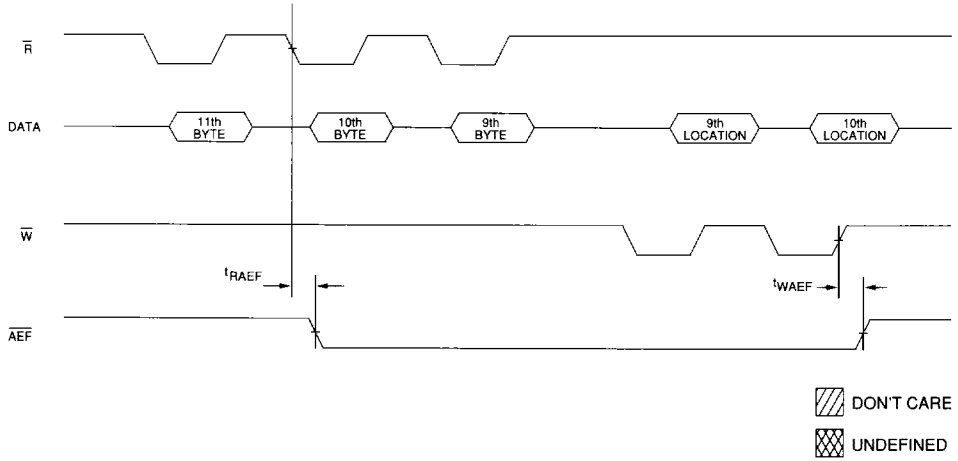 R
DATA
11th
BYTE
10th
BYTE
9th
BYTE
9th
LOCATION
10th
LOCATION
W
tRAEF
tWAEF
AEF
DON'T CARE
UNDEFINED